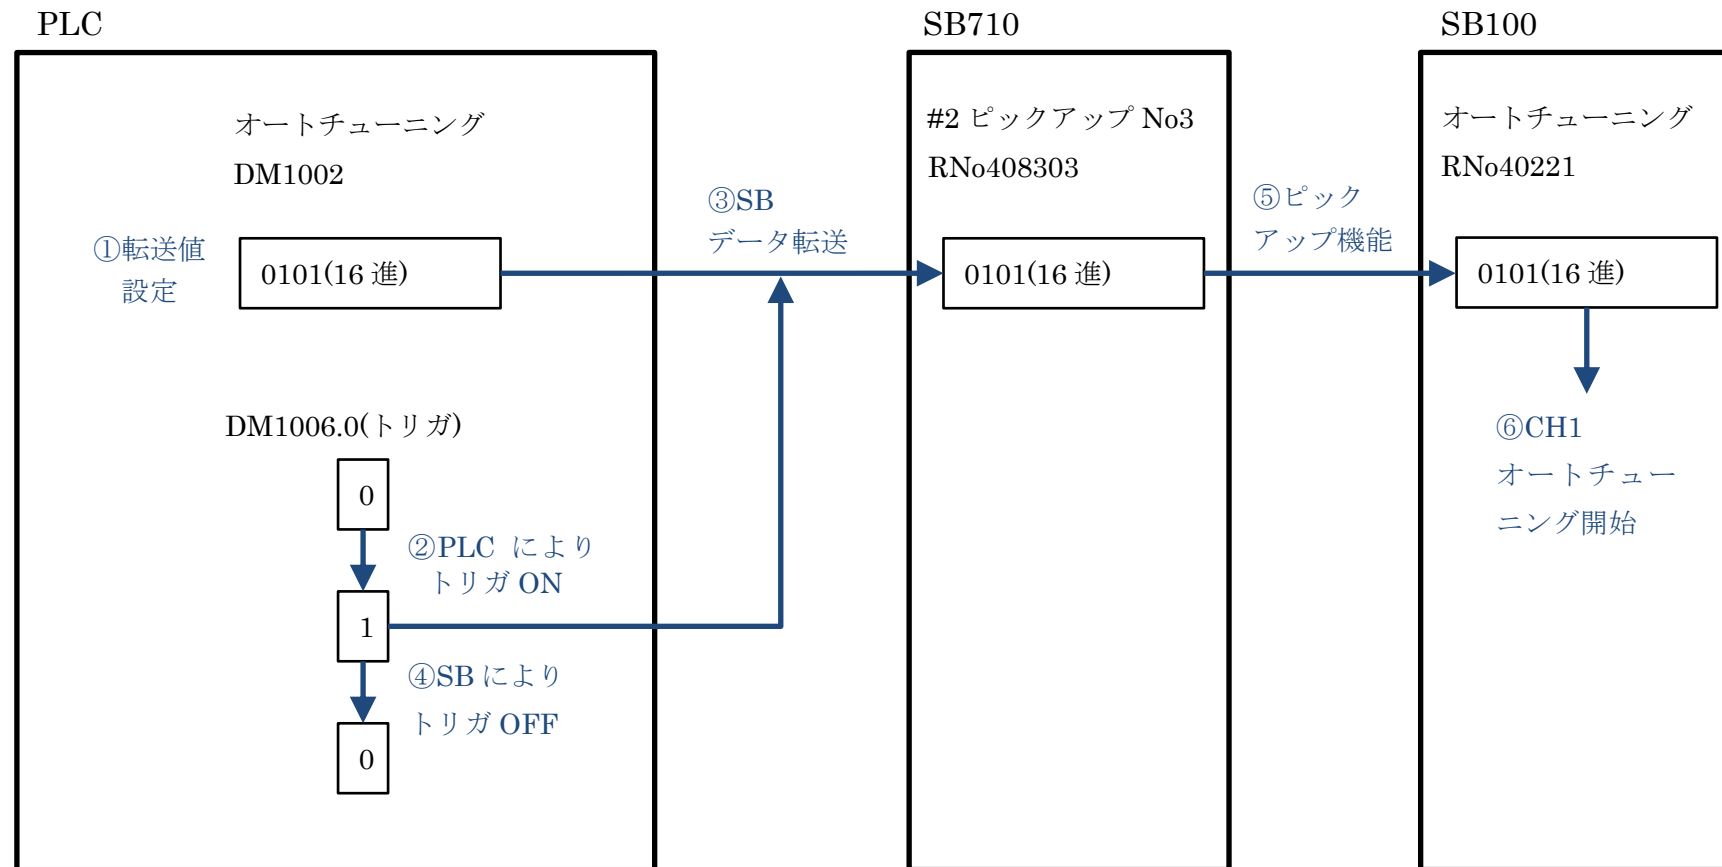 PLC
SB710
SB100
オートチューニング
DM1002
①転送値
設定
0101(16 進)
DM1006.0(トリガ)
0
②PLC により
トリガ ON
1
④SB により
トリガ OFF
0
③SB
データ転送
#2 ピックアップ No3
RNo408303
0101(16 進)
⑤ピック
アップ機能
オートチューニング
RNo40221
0101(16 進)
⑥CH1
オートチュー
ニング開始